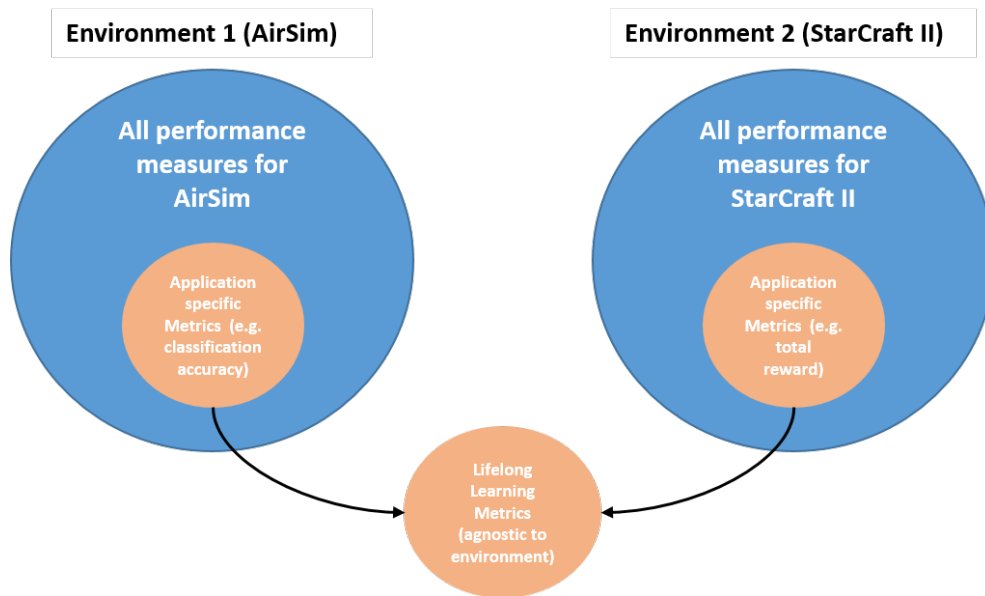 Environment 1 (AirSim)
Environment 2 (StarCraft II)
All performance
measures for
AirSim
All performance
measures for
StarCraft II
Application
specific
Metrics (e.g.
classification
accuracy)
Application
specific
Metrics (e.g.
total
reward)
Lifelong
Learning
Metrics
(agnostic to
environment)